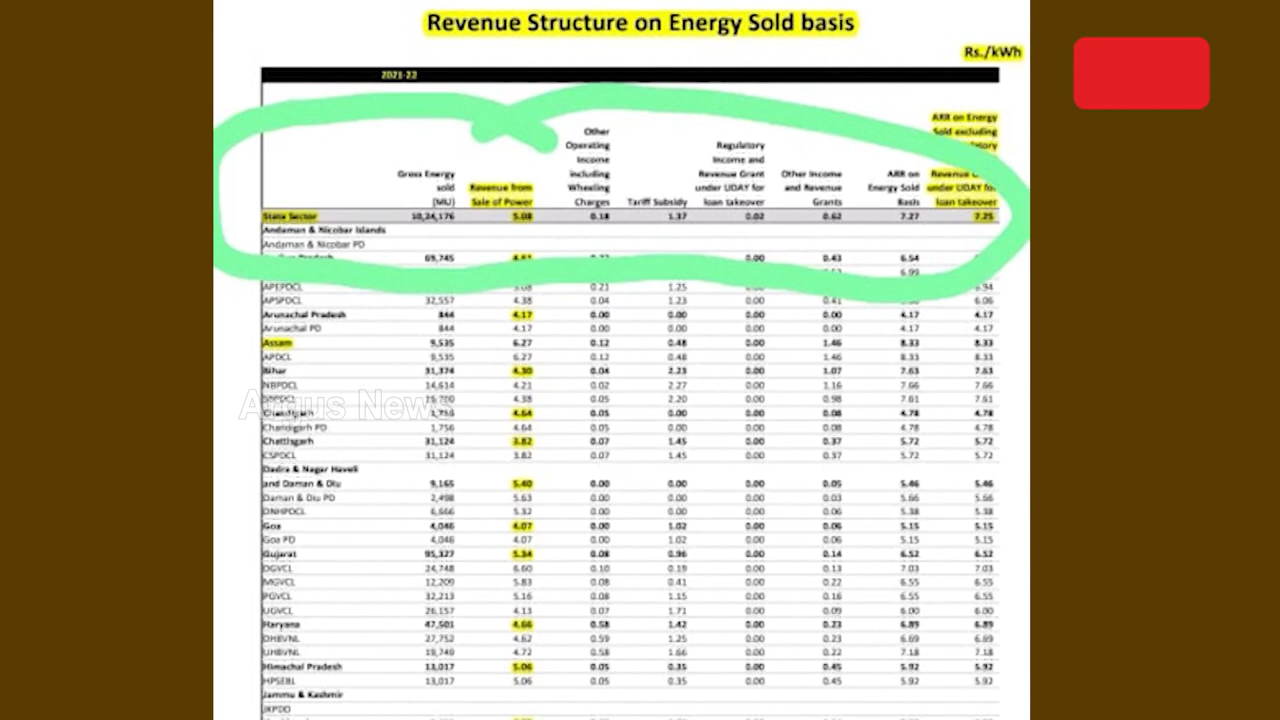 Revenue Structure on Energy Sold basis
Rs./kWh
2021-22
Gross Energy sold (MU) Revenue from Sale of Power Other Operating Income including Wheeling Charges Tariff Subsidy Regulatory Income and Revenue Grant under UDAY for loan takeover Other Income and Revenue Grants ARR on Energy Sold Basis ARR on Energy Sold excluding Revenue under UDAY for loan takeover
State Sector 10,24,176 5.08 0.18 1.37 0.02 0.62 7.27 7.25
Andaman & Nicobar Islands
Andaman & Nicobar PD
69,745 0.00 0.43 6.54
6.99
APEPDCL 0.21 1.25
APSPDCL 32,557 4.38 0.04 1.23 0.00 0.41 6.06
Arunachal Pradesh 844 4.17 0.00 0.00 0.00 0.00 4.17 4.17
Arunachal PD 844 4.17 0.00 0.00 0.00 0.00 4.17 4.17
Assam 9,535 6.27 0.12 0.48 0.00 1.46 8.33 8.33
APDCL 9,535 6.27 0.12 0.48 0.00 1.46 8.33 8.33
Bihar 31,374 4.30 0.04 2.23 0.00 1.07 7.63 7.63
NBPDCL 14,614 4.21 0.02 2.27 0.00 1.16 7.66 7.66
4.38 0.05 2.20 0.00 0.98 7.61 7.61
Argus News
Chandigarh 1,756 4.64 0.05 0.00 0.00 0.08 4.78 4.78
Chandigarh PD 1,756 4.64 0.05 0.00 0.00 0.08 4.78 4.78
Chattisgarh 31,124 3.82 0.07 1.45 0.00 0.37 5.72 5.72
CSPDCL 31,124 3.82 0.07 1.45 0.00 0.37 5.72 5.72
Dadra & Nagar Haveli
and Daman & Diu 9,165 5.40 0.00 0.00 0.00 0.05 5.46 5.46
Daman & Diu PD 2,498 5.63 0.00 0.00 0.00 0.03 5.66 5.66
DNHPDCL 6,666 5.32 0.00 0.00 0.00 0.06 5.38 5.38
Goa 4,046 4.07 0.00 1.02 0.00 0.06 5.15 5.15
Goa PD 4,046 4.07 0.00 1.02 0.00 0.06 5.15 5.15
Gujarat 95,327 5.34 0.08 0.96 0.00 0.14 6.52 6.52
DGVCL 24,748 6.60 0.10 0.19 0.00 0.13 7.03 7.03
MGVCL 12,209 5.83 0.08 0.41 0.00 0.22 6.55 6.55
PGVCL 32,213 5.16 0.08 1.15 0.00 0.16 6.55 6.55
UGVCL 26,157 4.13 0.07 1.71 0.00 0.09 6.00 6.00
Haryana 47,501 4.66 0.58 1.42 0.00 0.23 6.89 6.89
DHBVNL 27,752 4.62 0.59 1.25 0.00 0.23 6.69 6.69
UHBVNL 19,749 4.72 0.58 1.66 0.00 0.22 7.18 7.18
Himachal Pradesh 13,017 5.06 0.05 0.35 0.00 0.45 5.92 5.92
HPSEBL 13,017 5.06 0.05 0.35 0.00 0.45 5.92 5.92
Jammu & Kashmir
JKPDD